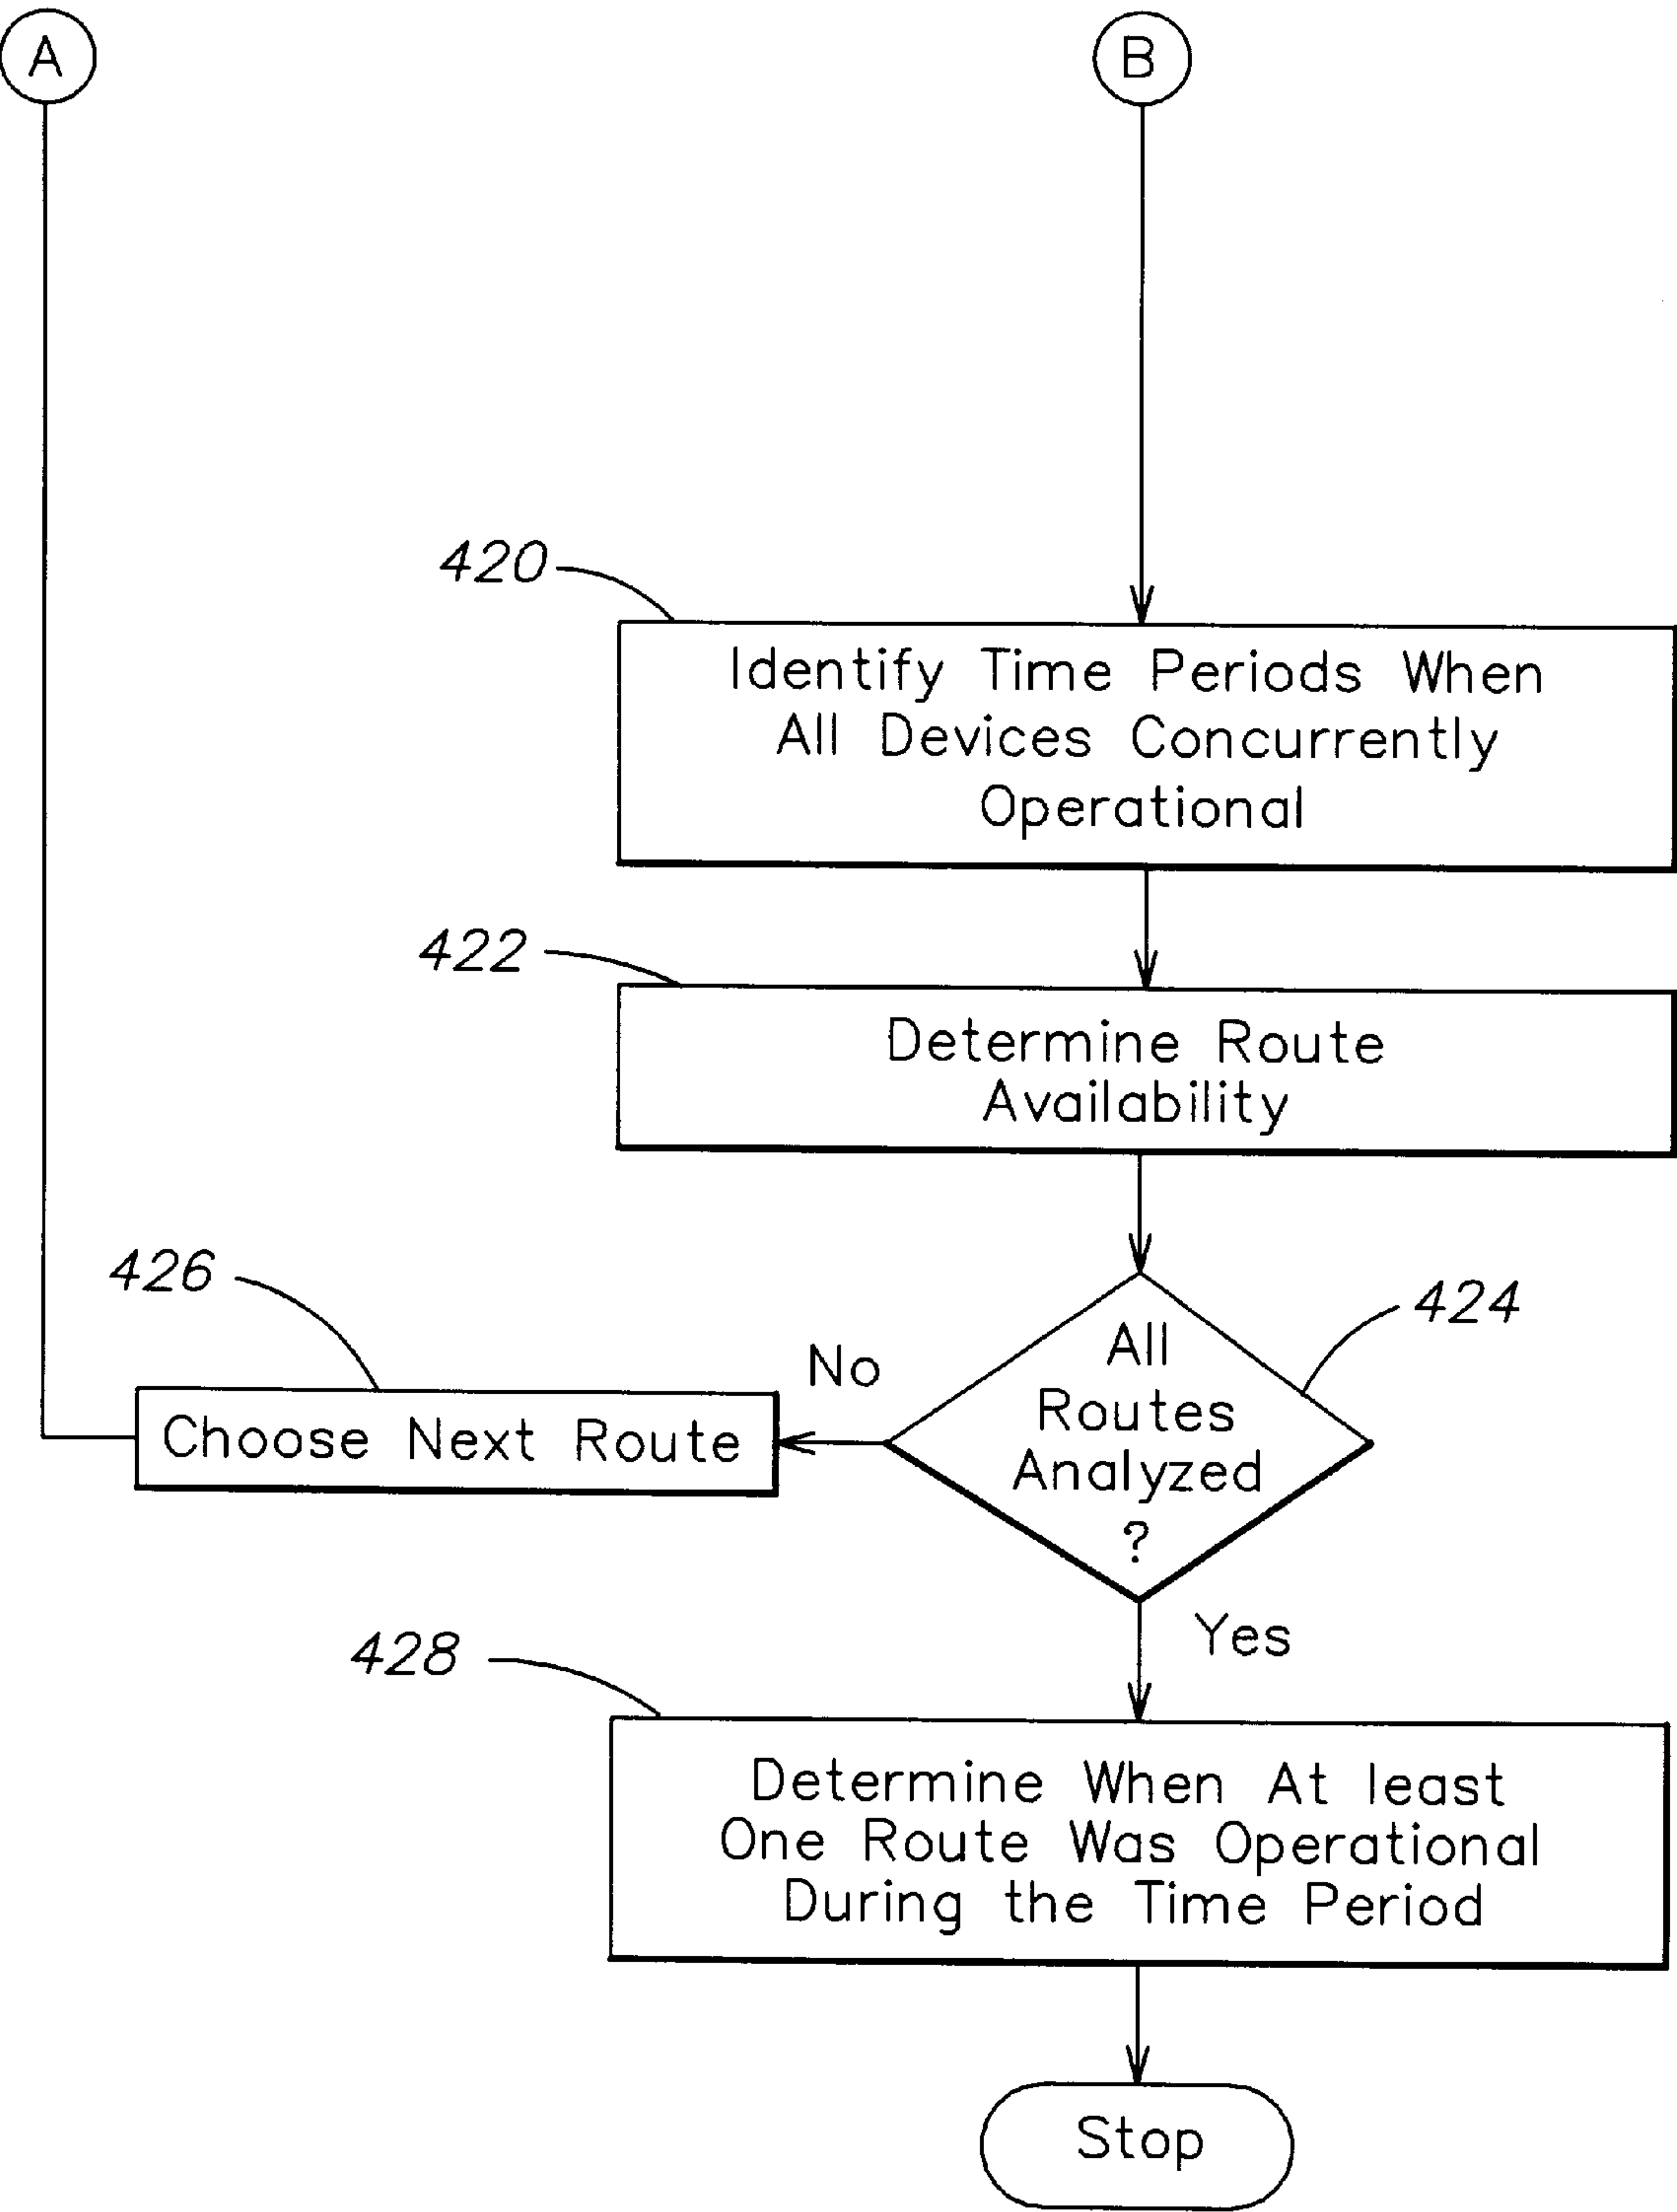 A
B
420
Identify Time Periods When
All Devices Concurrently
Operational
422
Determine Route
Availability
426
424
No
All
Routes
Analyzed
?
Choose Next Route
Yes
428
Determine When At least
One Route Was Operational
During the Time Period
Stop